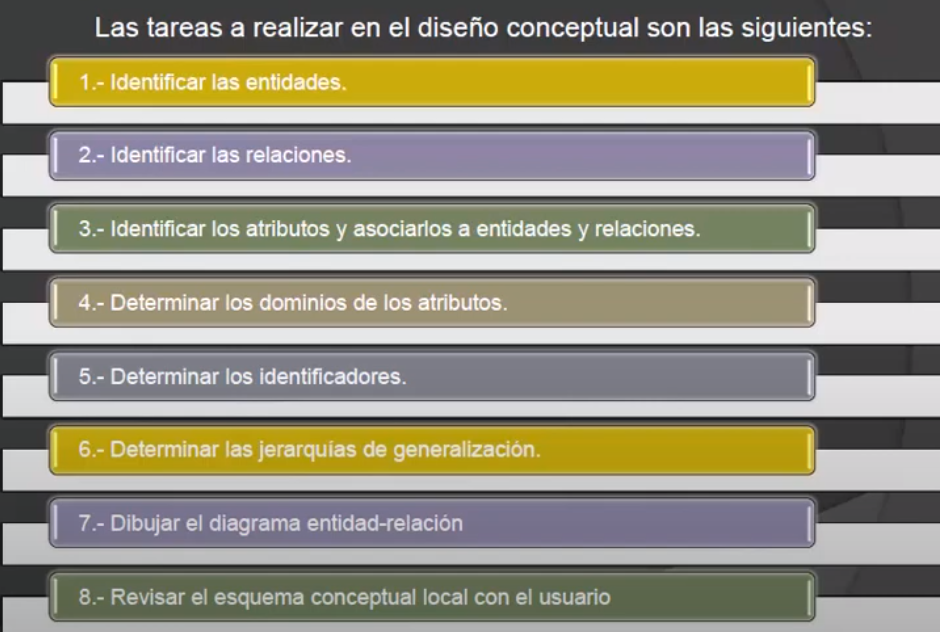 Las tareas a realizar en el diseño conceptual son las siguientes:
1.- Identificar las entidades.
2.- Identificar las relaciones.
3.- Identificar los atributos y asociarlos a entidades y relaciones.
4.- Determinar los dominios de los atributos.
5.- Determinar los identificadores.
6.- Determinar las jerarquías de generalización.
7.- Dibujar el diagrama entidad-relación
8.- Revisar el esquema conceptual local con el usuario